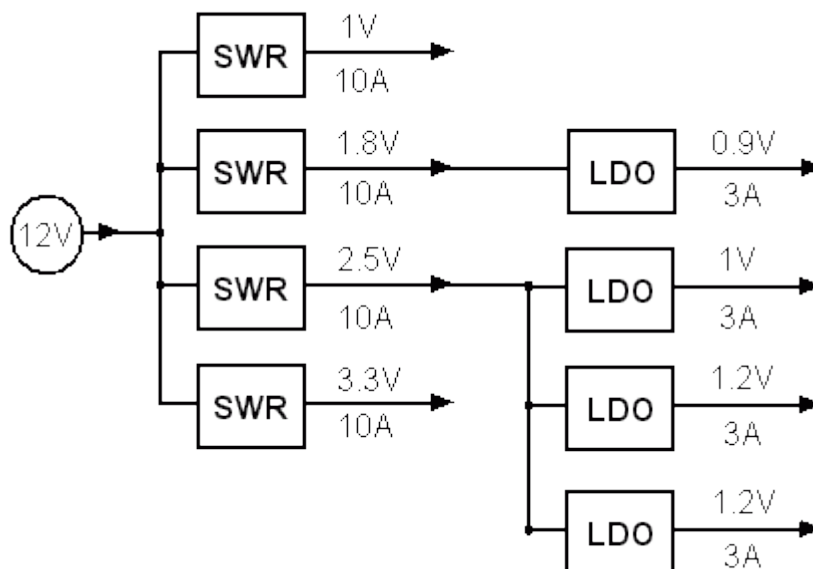 12V
SWR
1V
10A
SWR
1.8V
10A
LDO
0.9V
3A
SWR
2.5V
10A
LDO
1V
3A
SWR
3.3V
10A
LDO
1.2V
3A
LDO
1.2V
3A